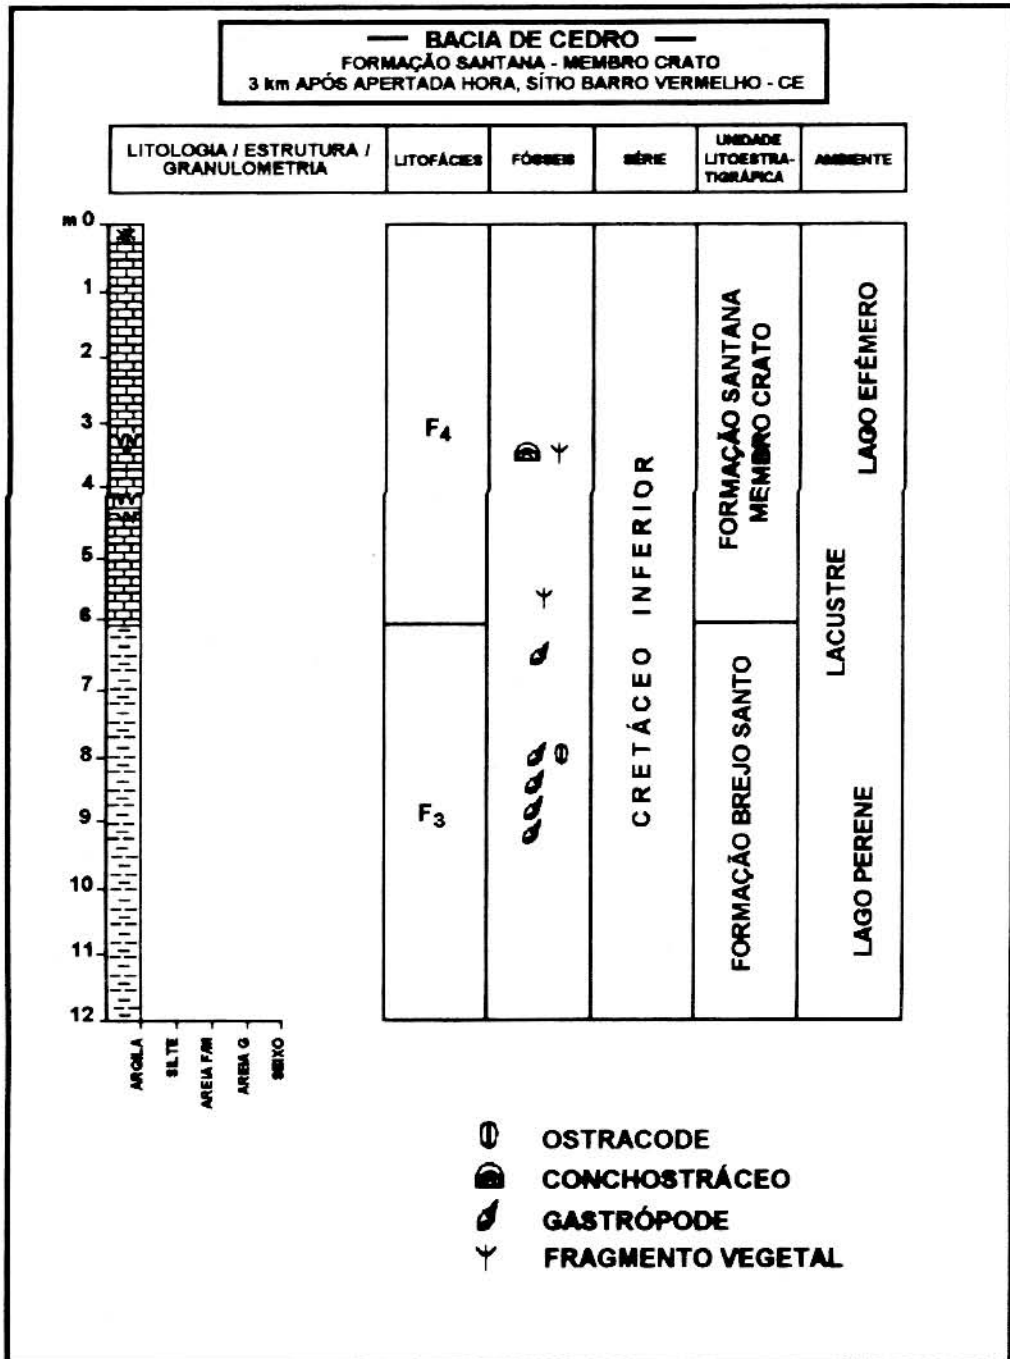 BACIA DE CEDRO
FORMAÇÃO SANTANA - MEMBRO CRATO
3 km APÓS APERTADA HORA, SÍTIO BARRO VERMELHO - CE
LITOLOGIA / ESTRUTURA /
GRANULOMETRIA
LITOFÁCIES
FÓSSEIS
SÉRIE
UNIDADE
LITOESTRA-
TIGRÁPICA
AMBIENTE
m 0
1
2
3
4
5
6
7
8
9
10
11
12
ARGILA
SILTE
AREIA F/M
AREIA G
SEIXO
F4
F3
CRETÁCEO INFERIOR
FORMAÇÃO SANTANA
MEMBRO CRATO
FORMAÇÃO BREJO SANTO
LACUSTRE
LAGO EFÊMERO
LAGO PERENE
OSTRACODE
CONCHOSTRÁCEO
GASTRÓPODE
FRAGMENTO VEGETAL